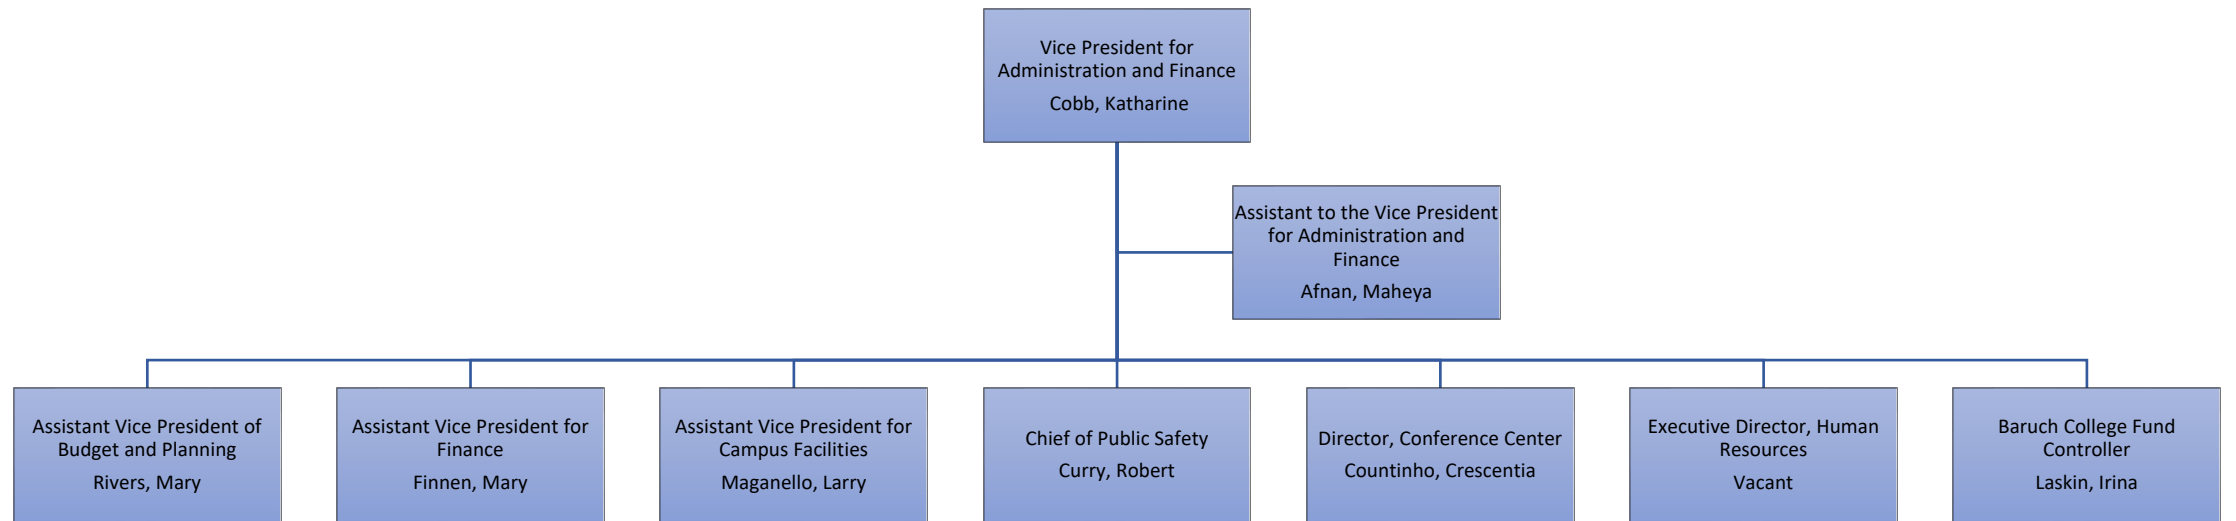 Vice President for
Administration and Finance
Cobb, Katharine
Assistant to the Vice President
for Administration and
Finance
Afnan, Maheya
Assistant Vice President of
Budget and Planning
Rivers, Mary
Assistant Vice President for
Finance
Finnen, Mary
Assistant Vice President for
Campus Facilities
Maganello, Larry
Chief of Public Safety
Curry, Robert
Director, Conference Center
Countinho, Crescentia
Executive Director, Human
Resources
Vacant
Baruch College Fund
Controller
Laskin, Irina